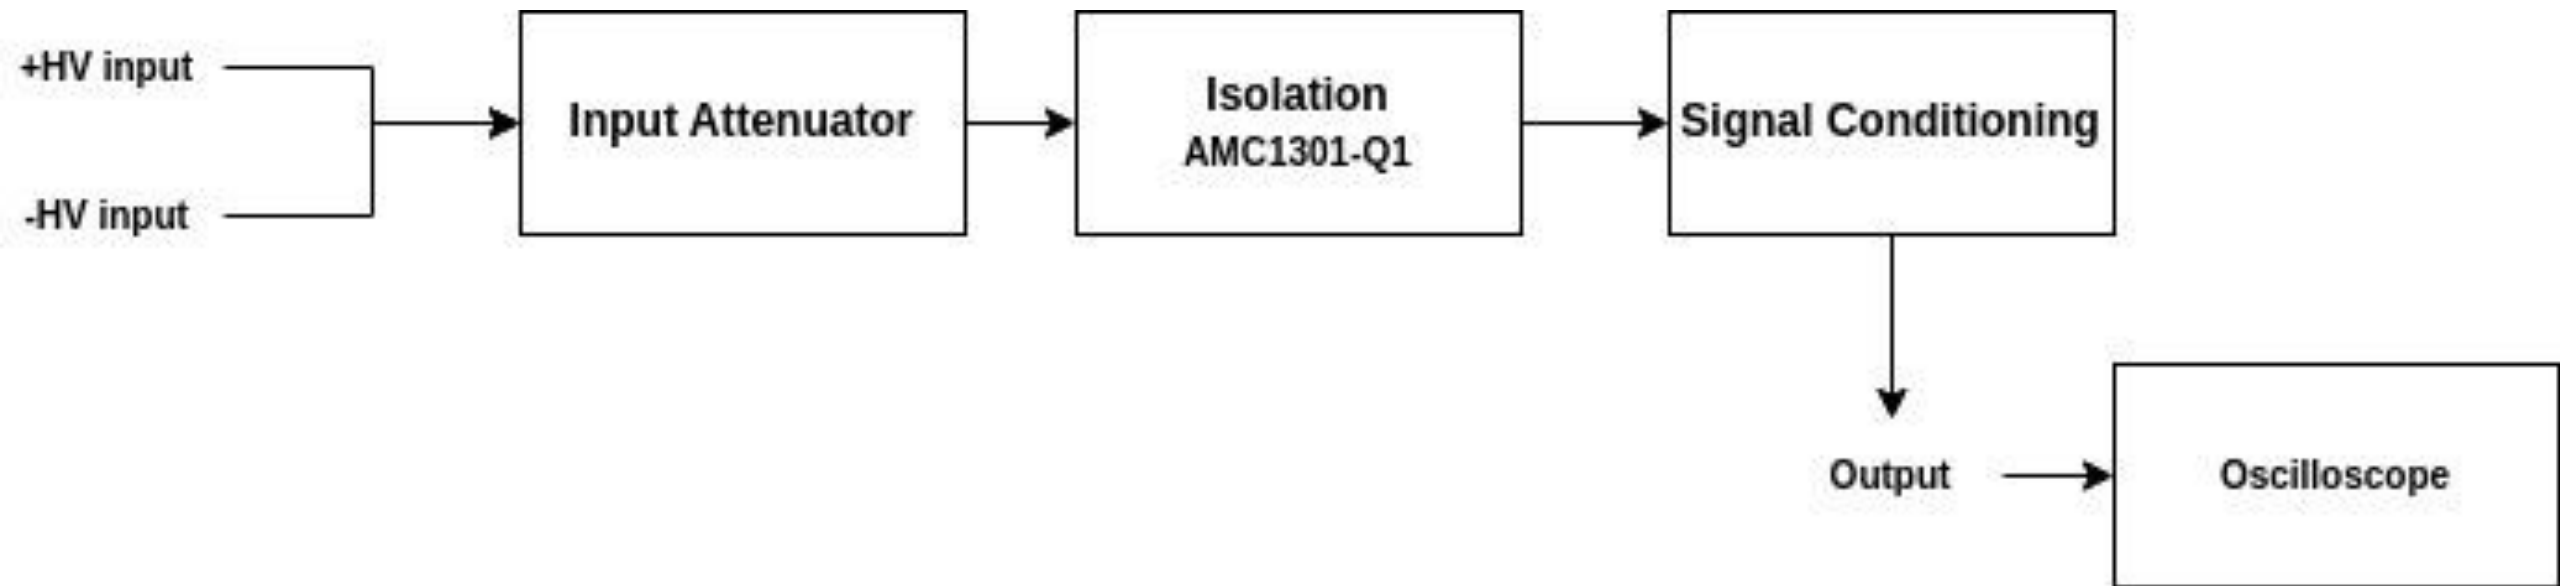 +HV input
-HV input
Input Attenuator
Isolation
AMC1301-Q1
Signal Conditioning
Output
Oscilloscope